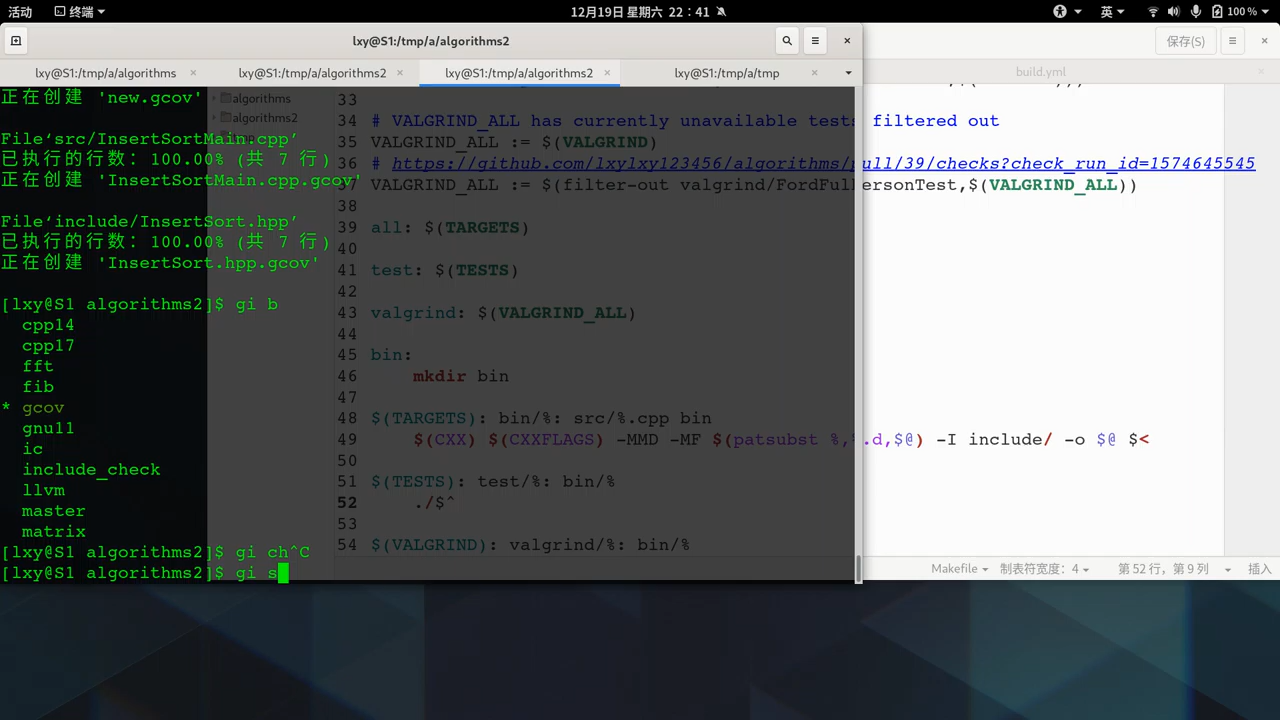 活动 终端 12月19日 星期六 22：41 英 100 %
lxy@S1:/tmp/a/algorithms2 保存(S)
lxy@S1:/tmp/a/algorithms lxy@S1:/tmp/a/algorithms2 lxy@S1:/tmp/a/algorithms2 lxy@S1:/tmp/a/tmp build.yml
正在创建 'new.gcov'
File‘src/InsertSortMain.cpp’
已执行的行数：100.00% (共 7 行)
正在创建 'InsertSortMain.cpp.gcov'
File‘include/InsertSort.hpp’
已执行的行数：100.00% (共 7 行)
正在创建 'InsertSort.hpp.gcov'
[lxy@S1 algorithms2]$ gi b
cpp14
cpp17
fft
fib
* gcov
gnu11
ic
include_check
llvm
master
matrix
[lxy@S1 algorithms2]$ gi ch^C
[lxy@S1 algorithms2]$ gi s
algorithms
algorithms2
33
34 # VALGRIND_ALL has currently unavailable tests filtered out
35 VALGRIND_ALL := $(VALGRIND)
36 # https://github.com/lxylxy123456/algorithms/pull/39/checks?check_run_id=1574645545
37 VALGRIND_ALL := $(filter-out valgrind/FordFulkersonTest,$(VALGRIND_ALL))
38
39 all: $(TARGETS)
40
41 test: $(TESTS)
42
43 valgrind: $(VALGRIND_ALL)
44
45 bin:
46 mkdir bin
47
48 $(TARGETS): bin/%: src/%.cpp bin
49 $(CXX) $(CXXFLAGS) -MMD -MF $(patsubst %,%.d,$@) -I include/ -o $@ $<
50
51 $(TESTS): test/%: bin/%
52 ./$^
53
54 $(VALGRIND): valgrind/%: bin/%
Makefile 制表符宽度：4 第 52 行，第 9 列 插入